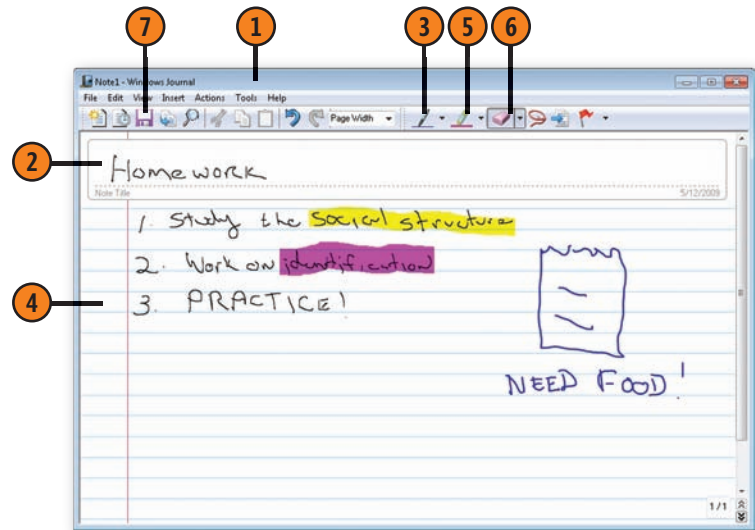 7 1 3 5 6
Note1 - Windows Journal
File Edit View Insert Actions Tools Help
Page Width
2
Homework
Note Title 5/12/2009
1. Study the social structure
2. Work on identification
4
3. PRACTICE!
NEED FOOD!
1/1